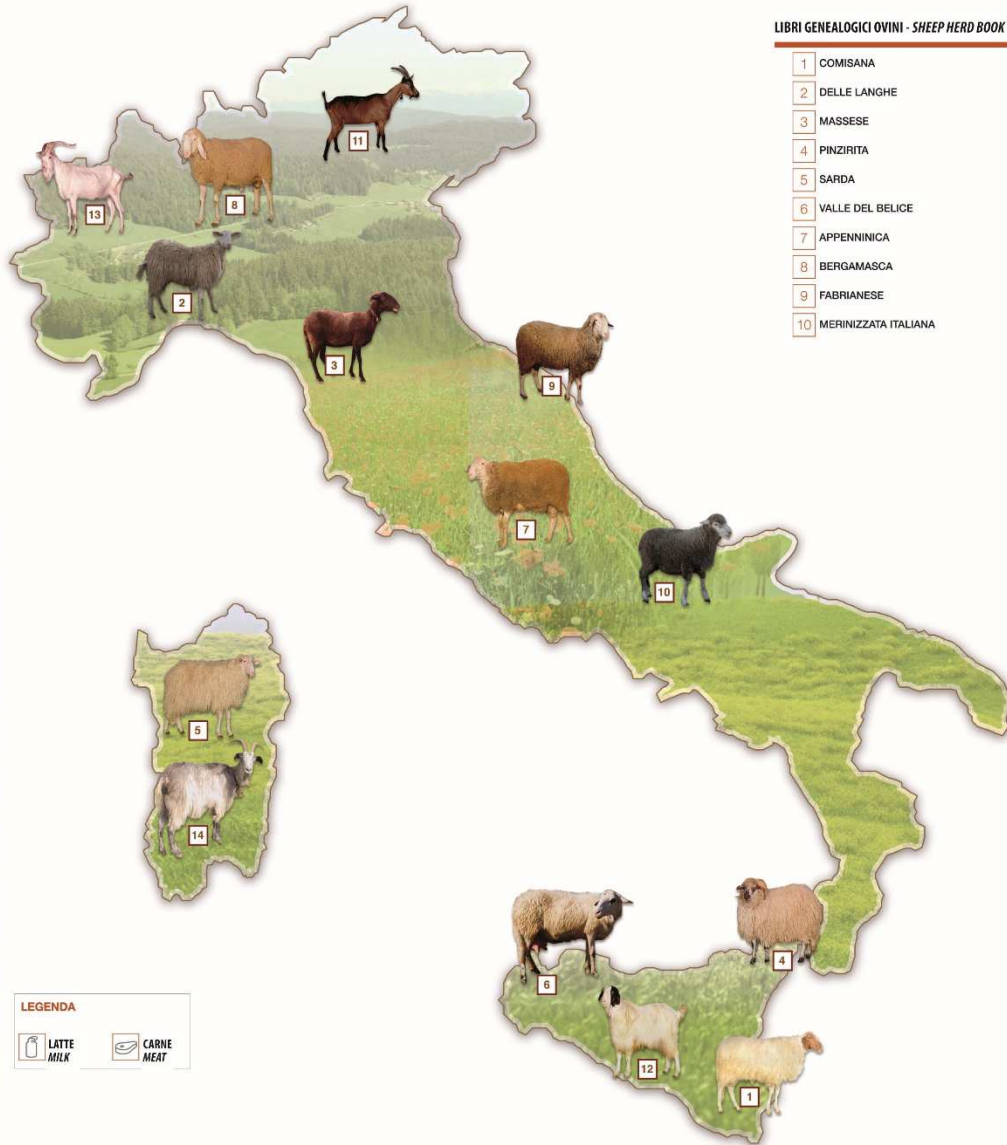 LIBRI GENEALOGICI OVINI - SHEEP HERD BOOK
1 COMISANA
2 DELLE LANGHE
3 MASSESE
4 PINZIRITA
5 SARDA
6 VALLE DEL BELICE
7 APPENNINICA
8 BERGAMASCA
9 FABRIANESE
10 MERINIZZATA ITALIANA
11
13
8
2
3
9
7
10
5
14
4
6
12
1
LEGENDA
LATTE
MILK
CARNE
MEAT